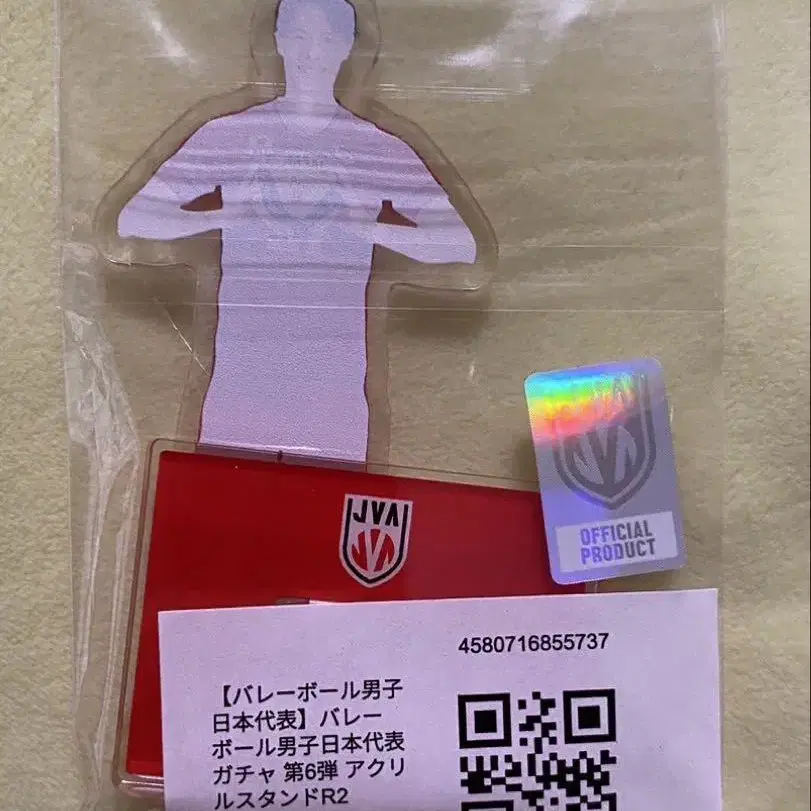 JVA
OFFICIAL
PRODUCT
4580716855737
【バレーボール男子
日本代表】バレー
ボール男子日本代表
ガチャ 第6弾 アクリ
ルスタンドR2